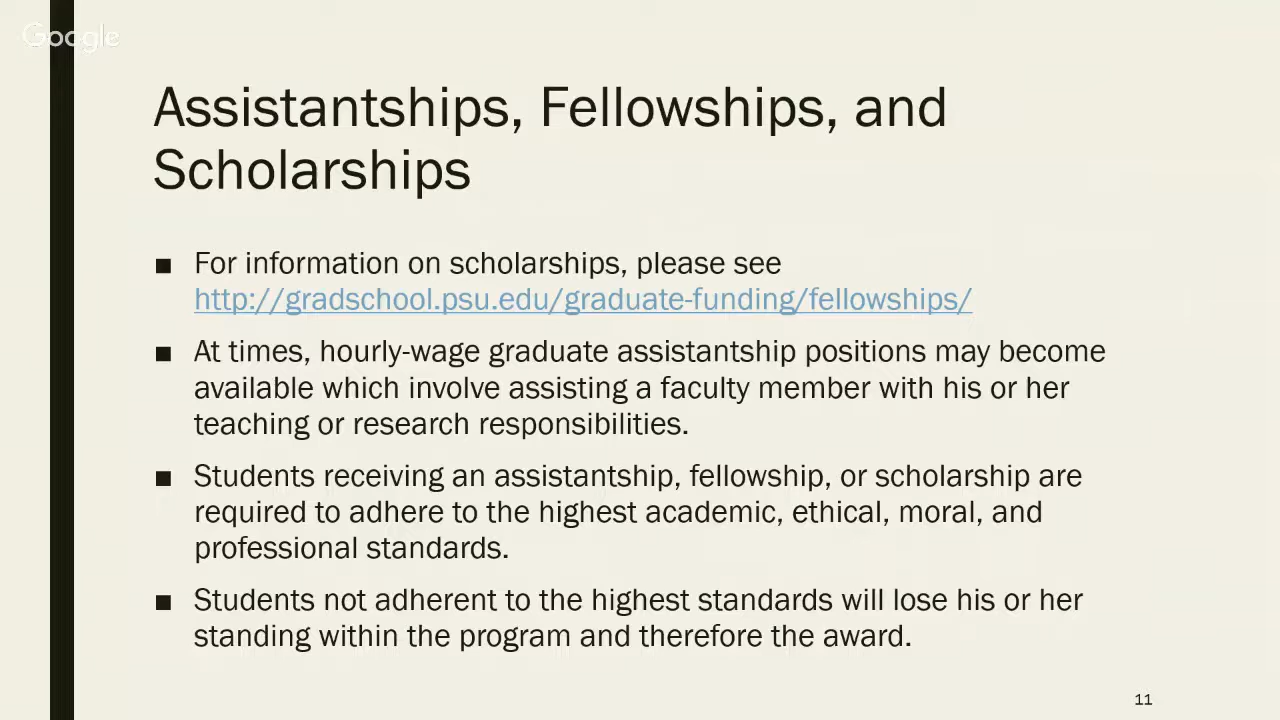 Google
Assistantships, Fellowships, and
Scholarships
■ For information on scholarships, please see
http://gradschool.psu.edu/graduate-funding/fellowships/
■ At times, hourly-wage graduate assistantship positions may become
available which involve assisting a faculty member with his or her
teaching or research responsibilities.
■ Students receiving an assistantship, fellowship, or scholarship are
required to adhere to the highest academic, ethical, moral, and
professional standards.
■ Students not adherent to the highest standards will lose his or her
standing within the program and therefore the award.
11